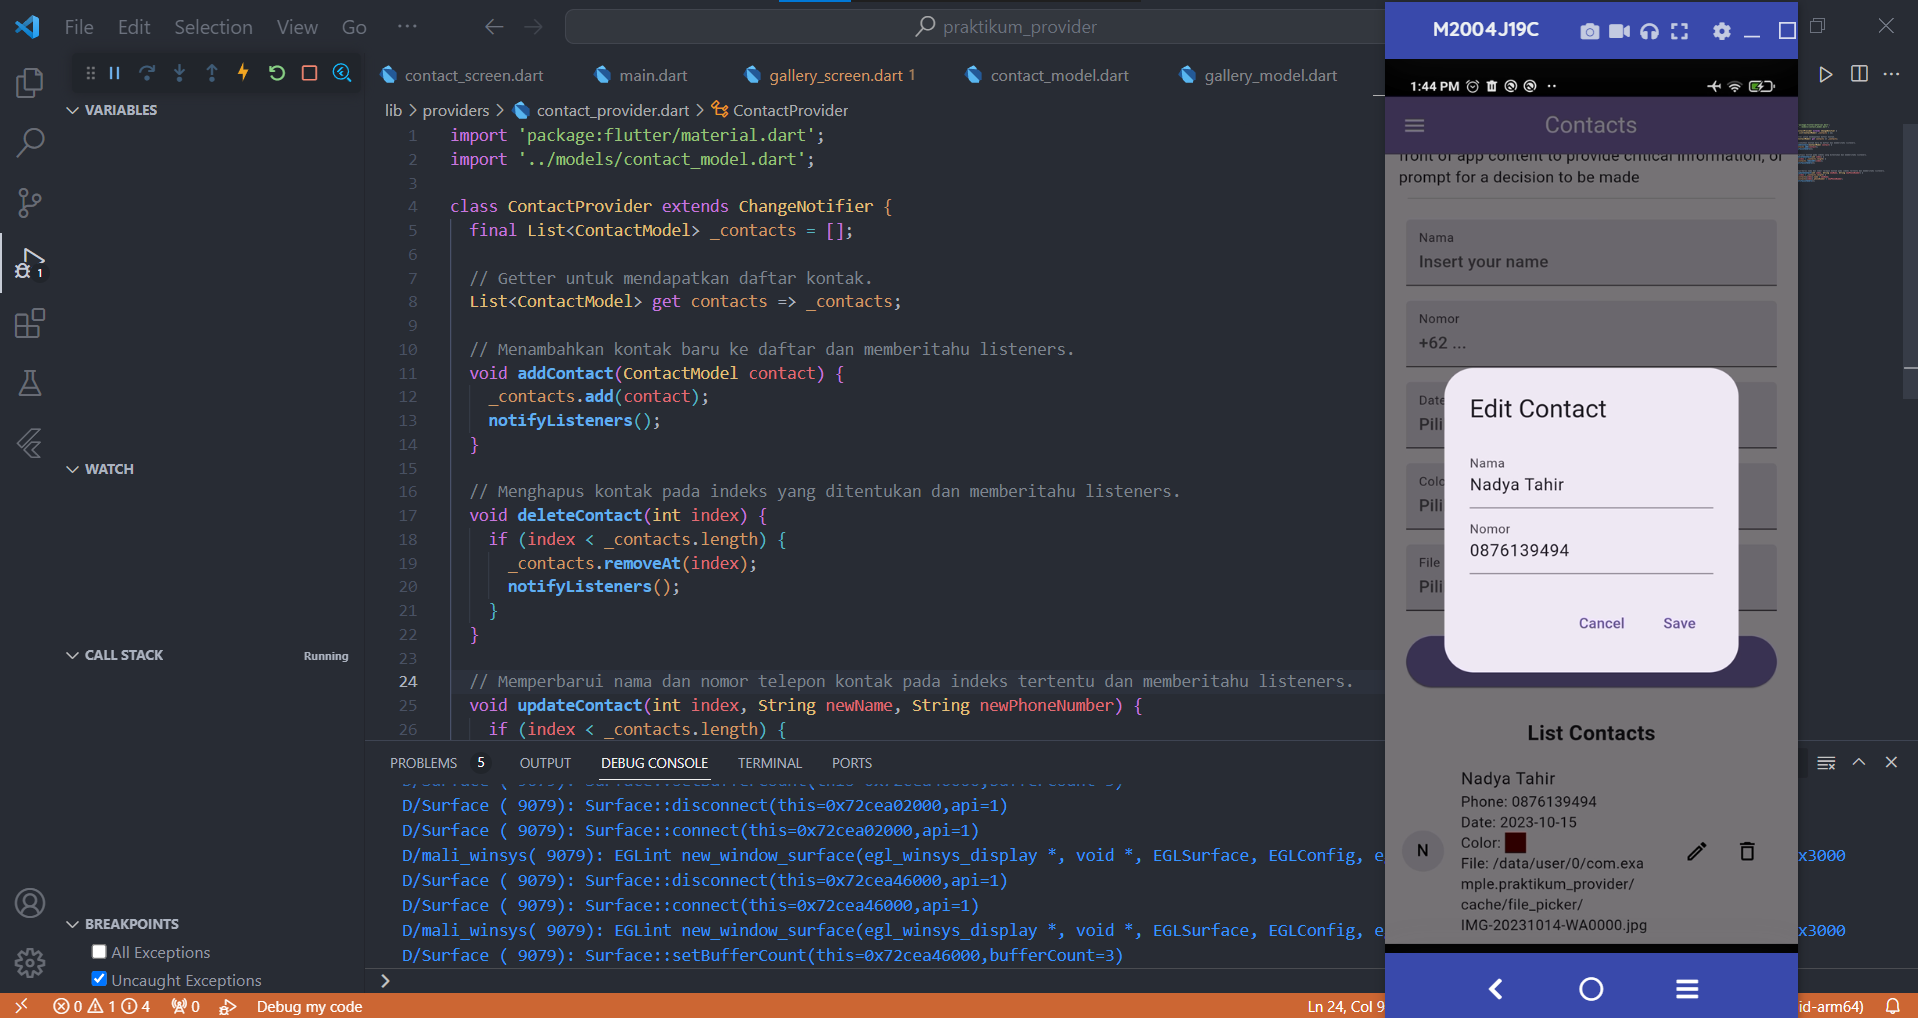 File Edit Selection View Go ...
praktikum_provider
VARIABLES
WATCH
CALL STACK
Running
BREAKPOINTS
All Exceptions
Uncaught Exceptions
1
contact_screen.dart
main.dart
gallery_screen.dart 1
contact_model.dart
gallery_model.dart
lib > providers > contact_provider.dart > ContactProvider
1 import 'package:flutter/material.dart';
2 import '../models/contact_model.dart';
3
4 class ContactProvider extends ChangeNotifier {
5 final List<ContactModel> _contacts = [];
6
7 // Getter untuk mendapatkan daftar kontak.
8 List<ContactModel> get contacts => _contacts;
9
10 // Menambahkan kontak baru ke daftar dan memberitahu listeners.
11 void addContact(ContactModel contact) {
12 _contacts.add(contact);
13 notifyListeners();
14 }
15
16 // Menghapus kontak pada indeks yang ditentukan dan memberitahu listeners.
17 void deleteContact(int index) {
18 if (index < _contacts.length) {
19 _contacts.removeAt(index);
20 notifyListeners();
21 }
22 }
23
24 // Memperbarui nama dan nomor telepon kontak pada indeks tertentu dan memberitahu listeners.
25 void updateContact(int index, String newName, String newPhoneNumber) {
26 if (index < _contacts.length) {
PROBLEMS 5 OUTPUT DEBUG CONSOLE TERMINAL PORTS
D/Surface ( 9079): Surface::disconnect(this=0x72cea02000,api=1)
D/Surface ( 9079): Surface::connect(this=0x72cea02000,api=1)
D/mali_winsys( 9079): EGLint new_window_surface(egl_winsys_display *, void *, EGLSurface, EGLConfig, e
x3000
D/Surface ( 9079): Surface::disconnect(this=0x72cea46000,api=1)
D/Surface ( 9079): Surface::connect(this=0x72cea46000,api=1)
D/mali_winsys( 9079): EGLint new_window_surface(egl_winsys_display *, void *, EGLSurface, EGLConfig, e
x3000
D/Surface ( 9079): Surface::setBufferCount(this=0x72cea46000,bufferCount=3)
>
0 1 4 0 Debug my code
Ln 24, Col 9
id-arm64)
M2004J19C
1:44 PM
Contacts
front of app content to provide critical information, or
prompt for a decision to be made
Nama
Insert your name
Nomor
+62 ...
Date
Pili
Colo
Pili
File
Pili
Edit Contact
Nama
Nadya Tahir
Nomor
0876139494
Cancel Save
List Contacts
N
Nadya Tahir
Phone: 0876139494
Date: 2023-10-15
Color:
File: /data/user/0/com.exa
mple.praktikum_provider/
cache/file_picker/
IMG-20231014-WA0000.jpg